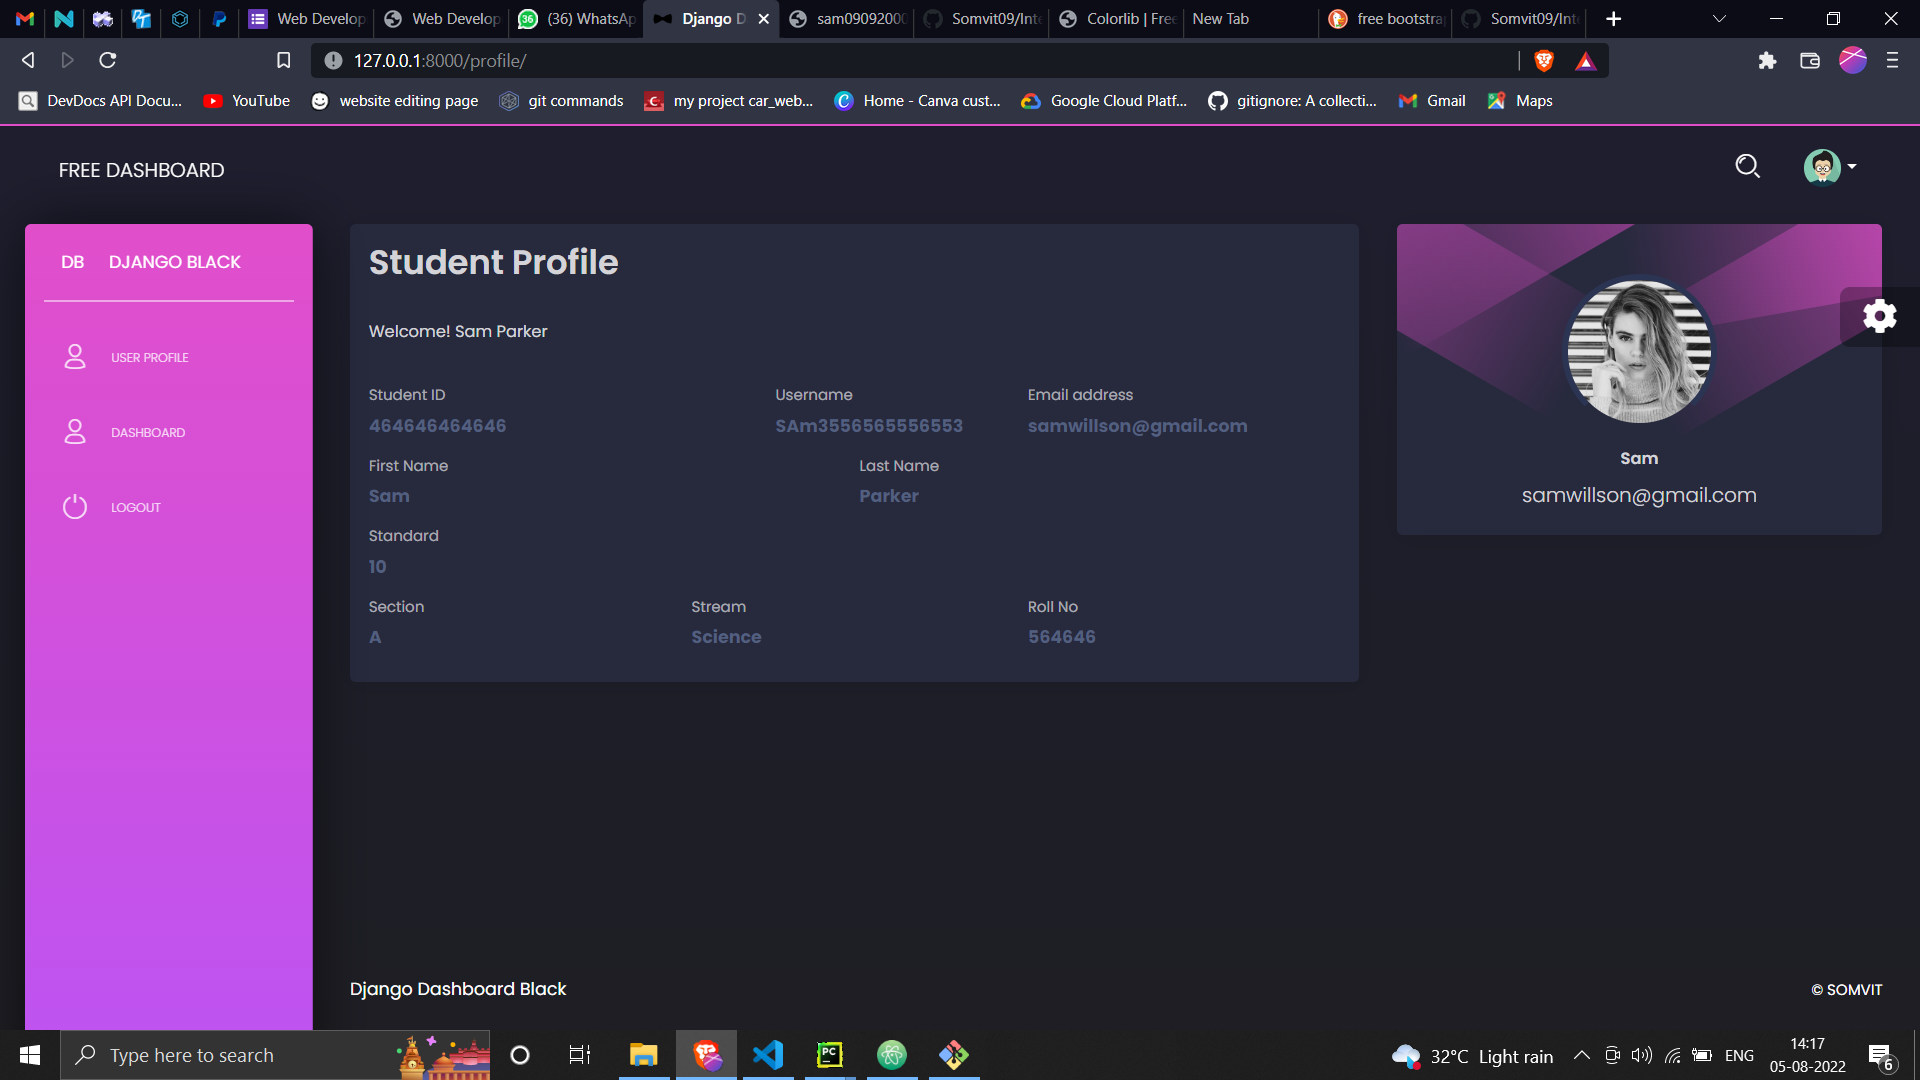 Web Develop
Web Develop
(36) WhatsAp
Django D
sam0909200
Somvit09/Inte
Colorlib | Free
New Tab
free bootstrap
Somvit09/Int
127.0.0.1:8000/profile/
DevDocs API Docu...
YouTube
website editing page
git commands
my project car_web...
Home - Canva cust...
Google Cloud Platf...
gitignore: A collecti...
Gmail
Maps
FREE DASHBOARD
DB DJANGO BLACK
USER PROFILE
DASHBOARD
LOGOUT
Student Profile
Welcome! Sam Parker
Student ID
464646464646
Username
SAm3556565556553
Email address
samwillson@gmail.com
First Name
Sam
Last Name
Parker
Standard
10
Section
A
Stream
Science
Roll No
564646
Sam
samwillson@gmail.com
Django Dashboard Black
© SOMVIT
Type here to search
32°C Light rain
ENG
14:17
05-08-2022
6